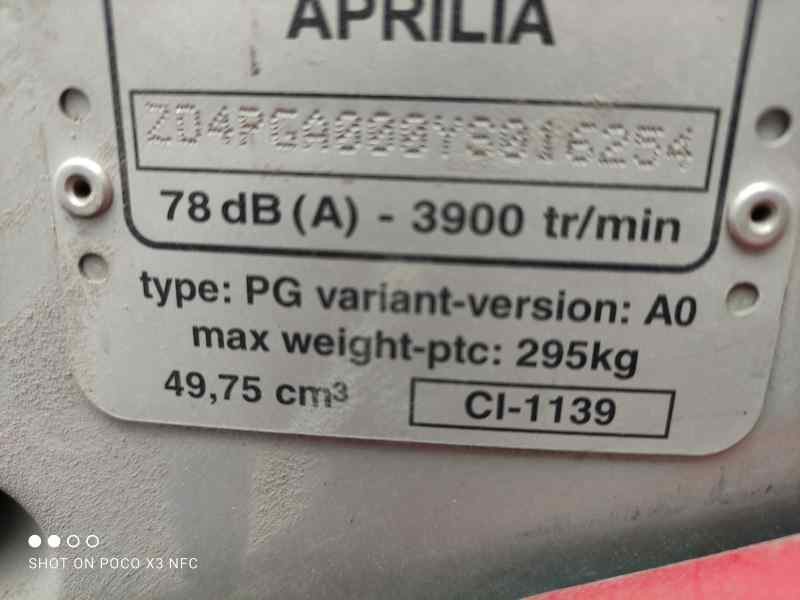 APRILIA
ZD4PGA000YS016254
78 dB (A) - 3900 tr/min
type: PG variant-version: A0
max weight-ptc: 295kg
49,75 cm³
CI-1139
SHOT ON POCO X3 NFC